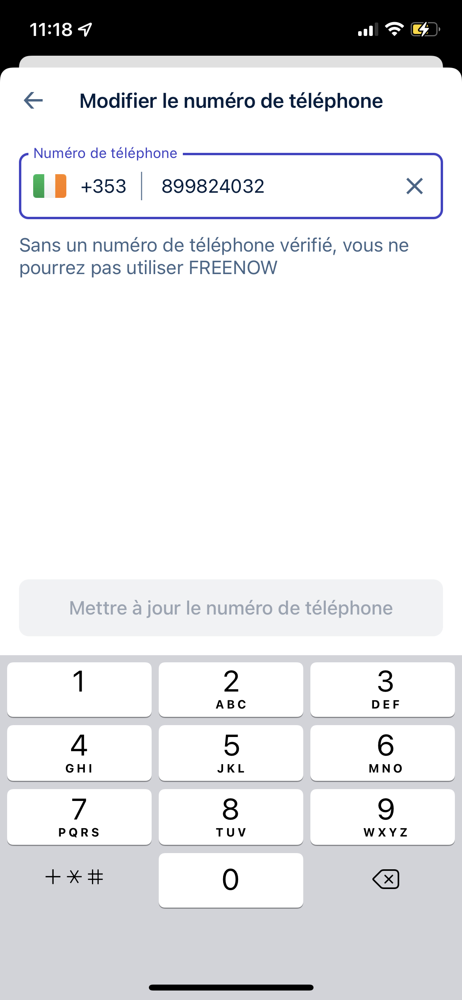 11:18
Modifier le numéro de téléphone
Numéro de téléphone
+353 899824032
Sans un numéro de téléphone vérifié, vous ne
pourrez pas utiliser FREENOW
Mettre à jour le numéro de téléphone
1 2 3
ABC DEF
4 5 6
GHI JKL MNO
7 8 9
PQRS TUV WXYZ
+*# 0